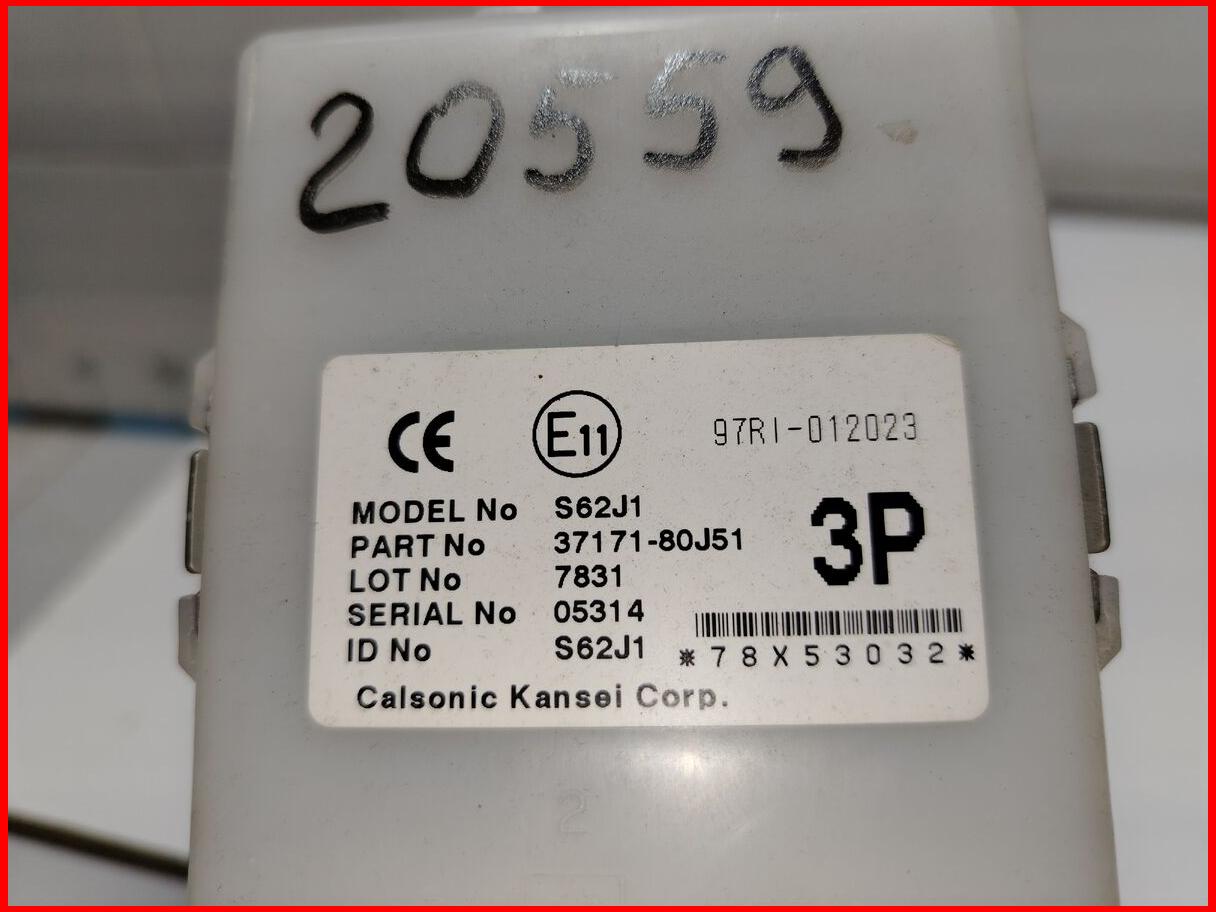 20559
CE E11 97RI-012023
MODEL No S62J1
PART No 37171-80J51
3P
LOT No 7831
SERIAL No 05314
ID No S62J1
*78X53032*
Calsonic Kansei Corp.
2